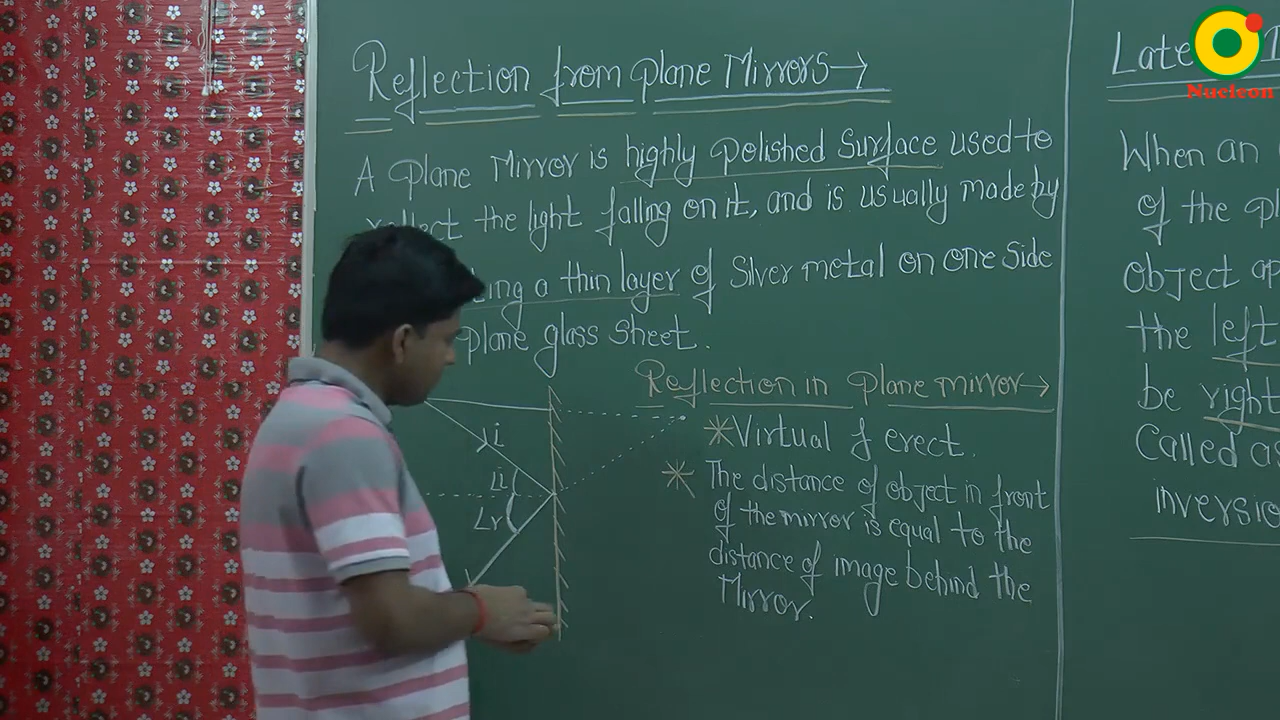 Reflection from plane Mirrors→
A plane Mirror is highly polished Surface used to
reflect the light falling on it, and is usually made by
a thin layer of Silver metal on one Side
plane glass sheet.
Reflection in plane mirror→
* Virtual & erect.
* The distance of object in front
of the mirror is equal to the
distance of image behind the
Mirror.
i
∠i
∠r
Late
When an
of the
object
the left
be right
Called
Nucleon